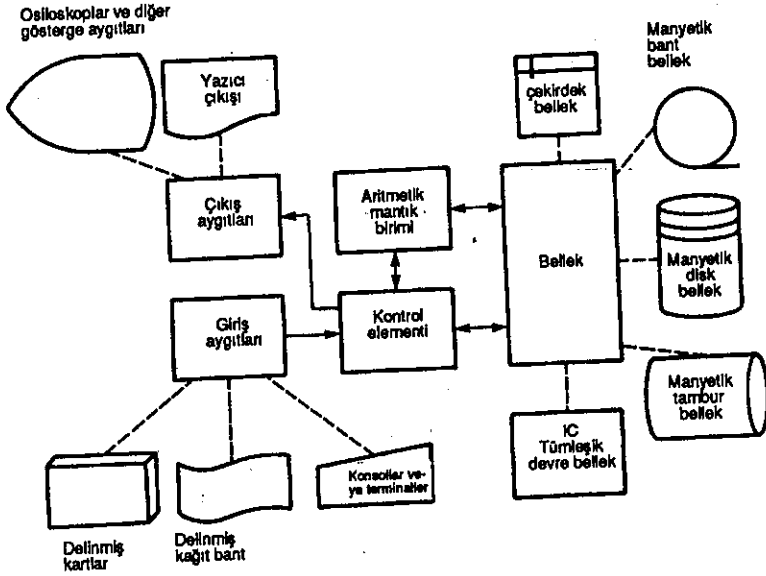 Osiloskoplar ve diğer
gösterge aygıtları
Yazıcı
çıkışı
çekirdek
bellek
Manyetik
bant
bellek
Çıkış
aygıtları
Aritmetik
mantık
birimi
Bellek
Manyetik
disk
bellek
Giriş
aygıtları
Kontrol
elementi
Manyetik
tambur
bellek
IC
Tümleşik
devre bellek
Konsollar ve-
ya terminaller
Delinmiş
kartlar
Delinmiş
kağıt bant